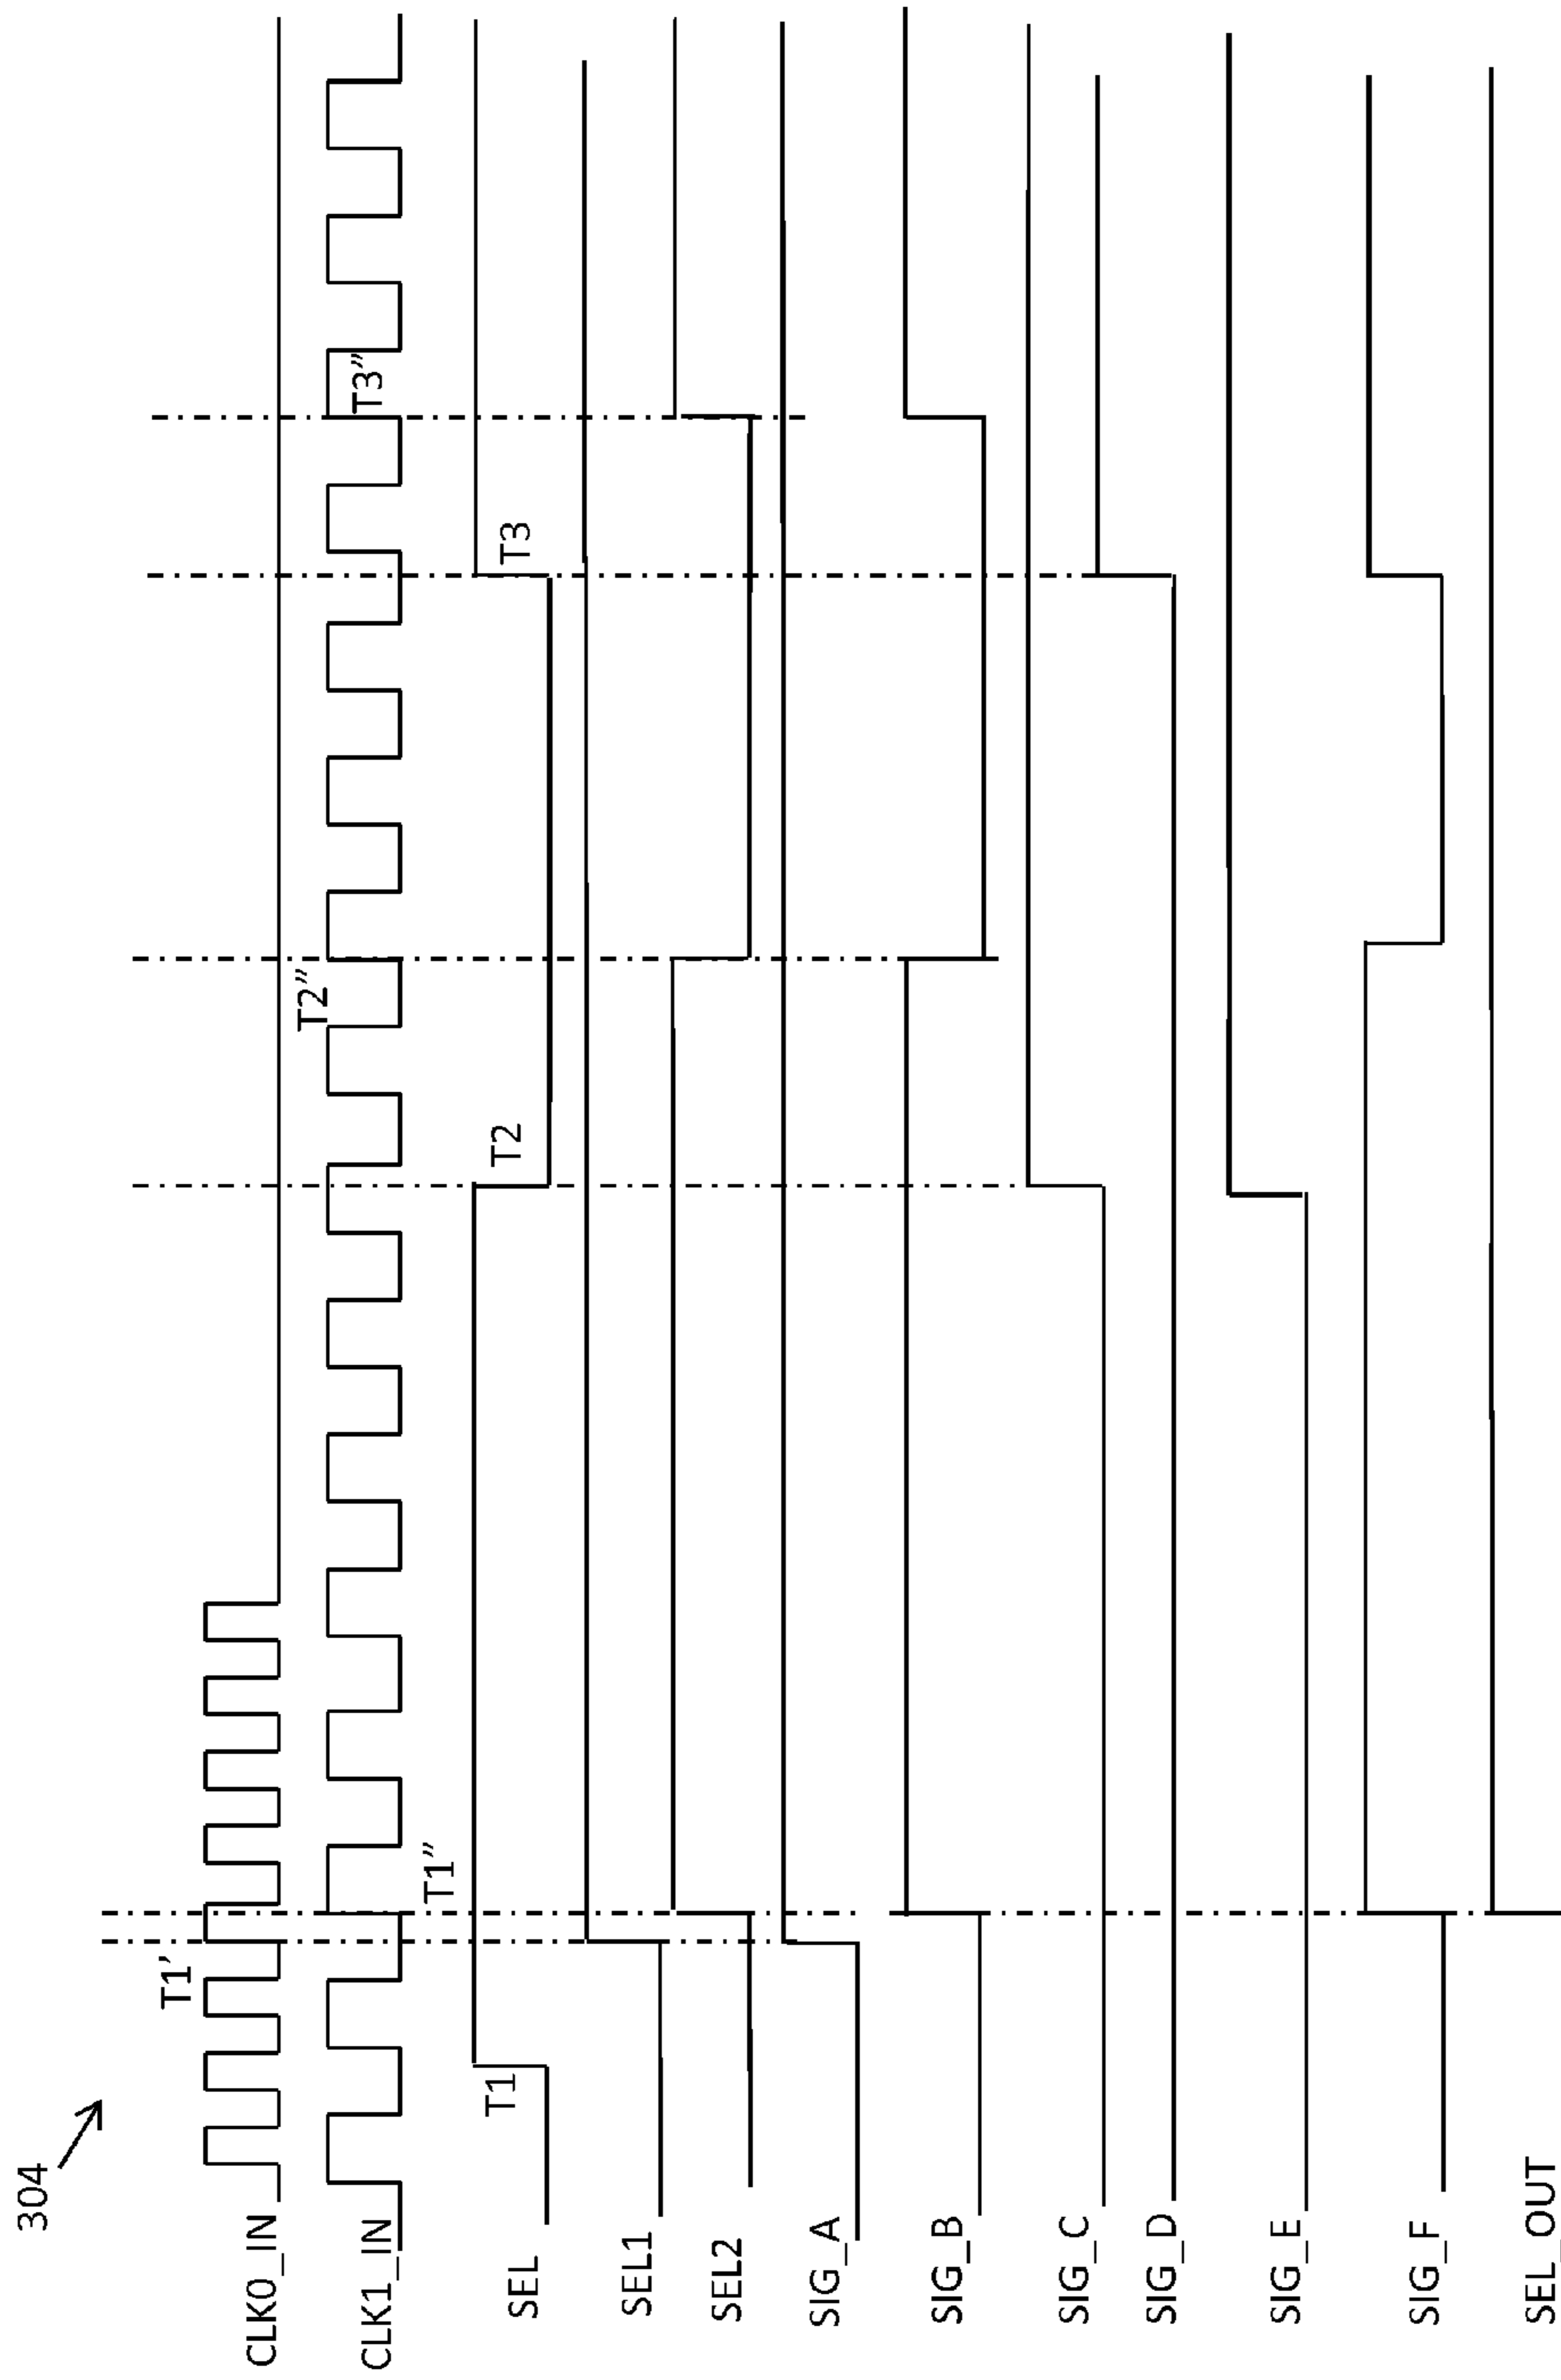 304
CLK0_IN
T1’
CLK1_IN
T1”
T2”
T3”
SEL
T1
T2
T3
SEL1
SEL2
SIG_A
SIG_B
SIG_C
SIG_D
SIG_E
SIG_F
SEL_OUT